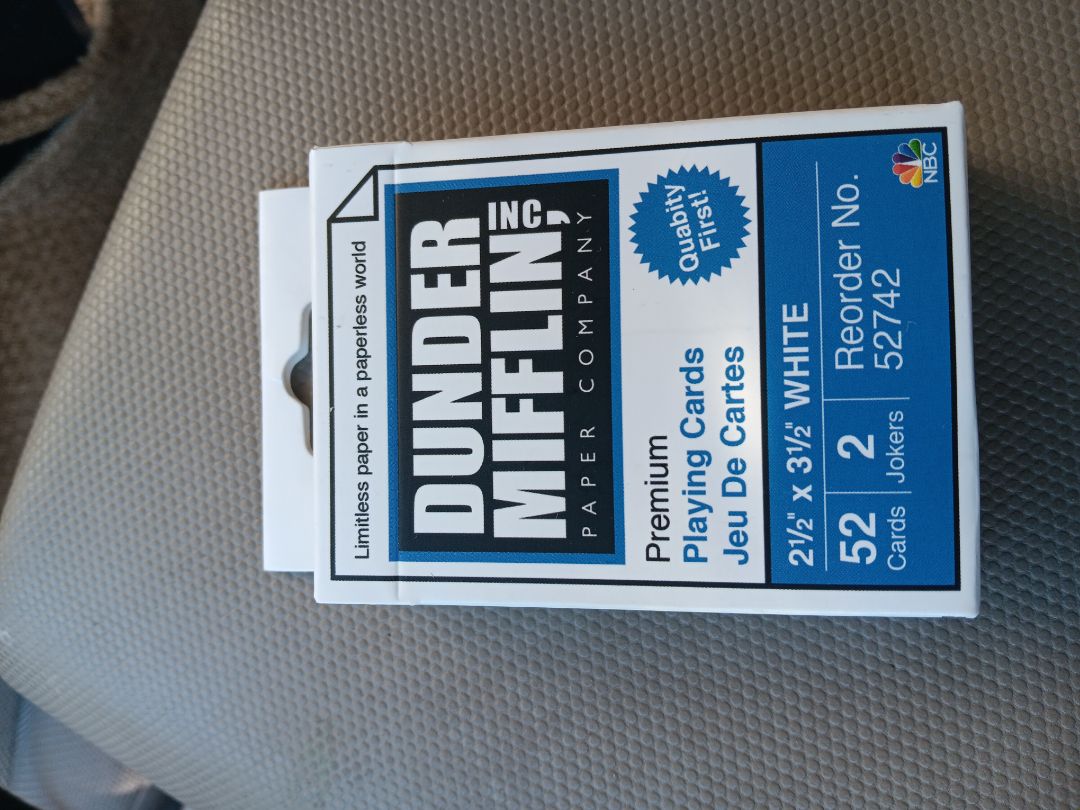 Limitless paper in a paperless world
DUNDER
MIFFLIN, INC
PAPER COMPANY
Premium
Playing Cards
Jeu De Cartes
Quabity
First!
2½" x 3½" WHITE
52
Cards
2
Jokers
Reorder No.
52742
NBC